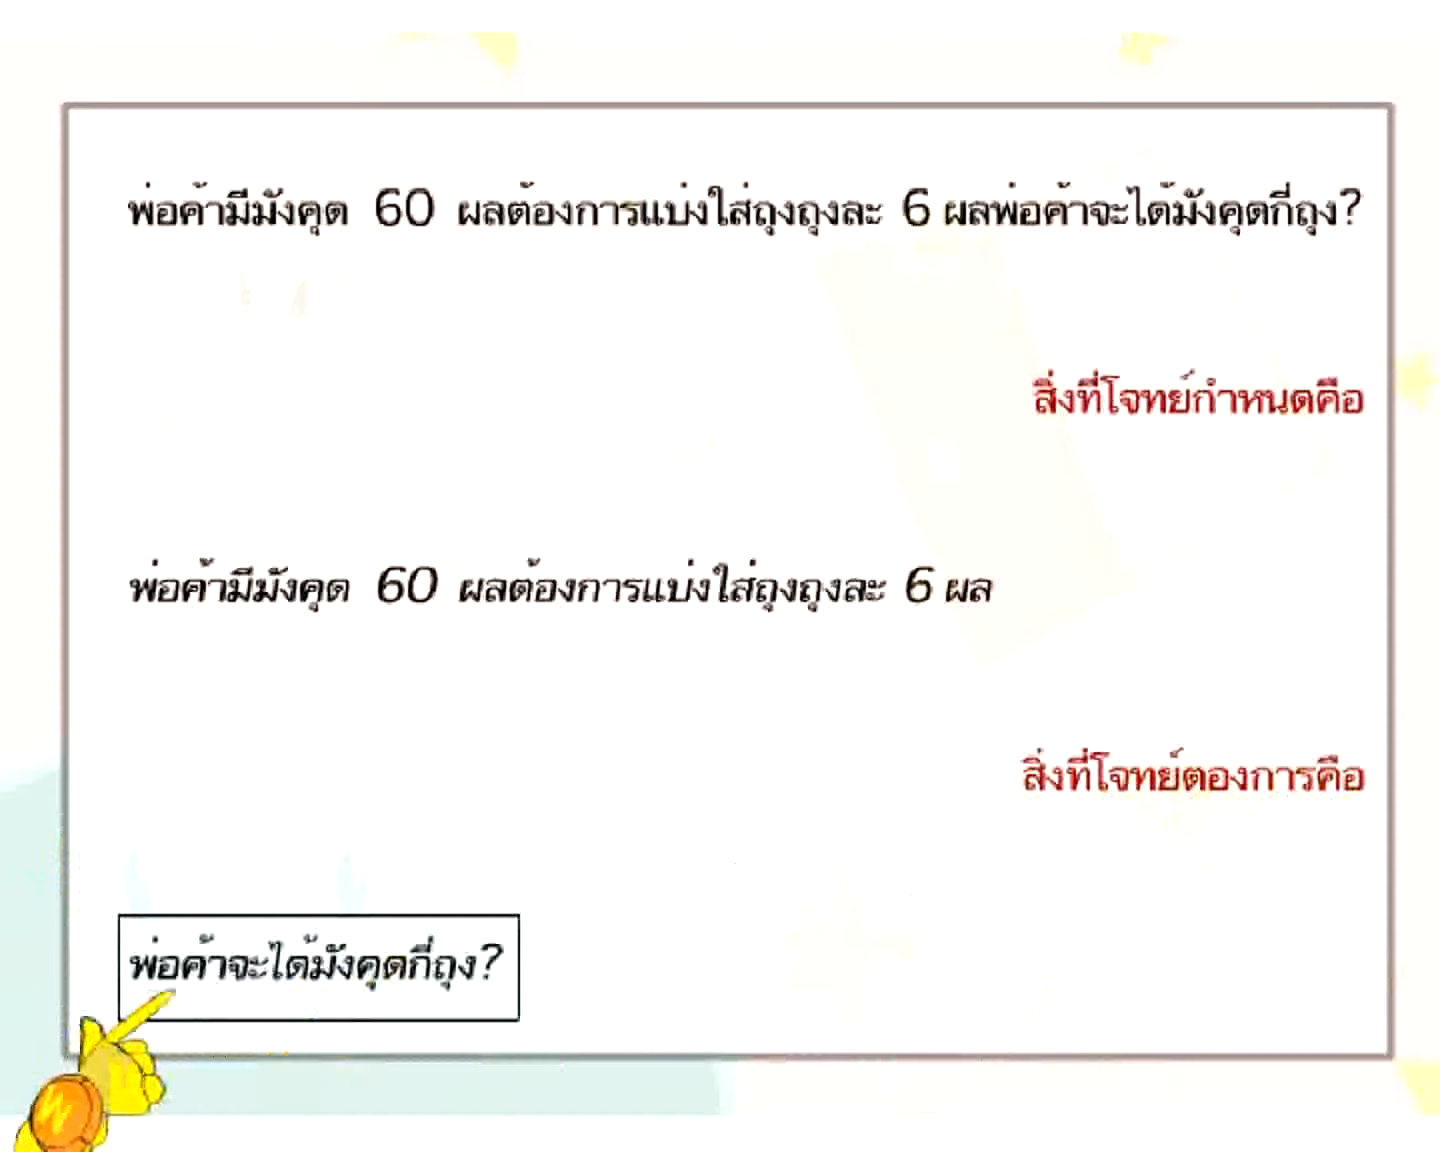 พ่อค้ามีมังคุด 60 ผลต้องการแบ่งใส่ถุงถุงละ 6 ผลพ่อค้าจะได้มังคุดกี่ถุง?
สิ่งที่โจทย์กำหนดคือ
พ่อค้ามีมังคุด 60 ผลต้องการแบ่งใส่ถุงถุงละ 6 ผล
สิ่งที่โจทย์ตองการคือ
พ่อค้าจะได้มังคุดกี่ถุง?